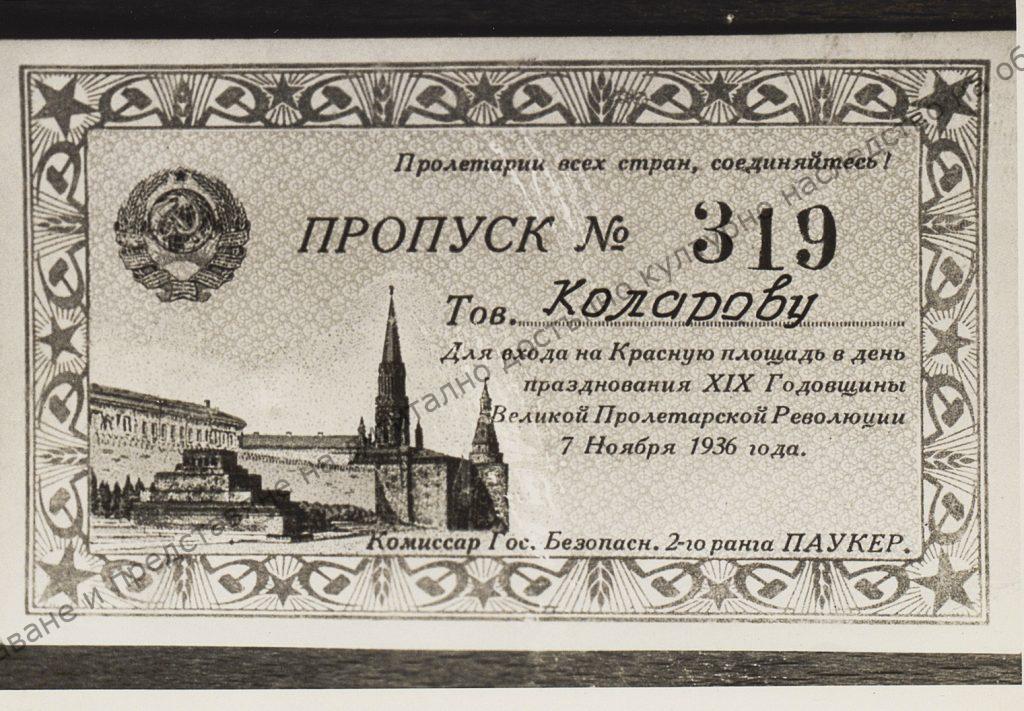 Пролетарии всех стран, соединяйтесь!
ПРОПУСК № 319
Тов. Коларову
Для входа на Красную площадь в день
празднования XIX Годовщины
Великой Пролетарской Революции
7 Ноября 1936 года.
Комиссар Гос. Безопасн. 2-го ранга ПАУКЕР.